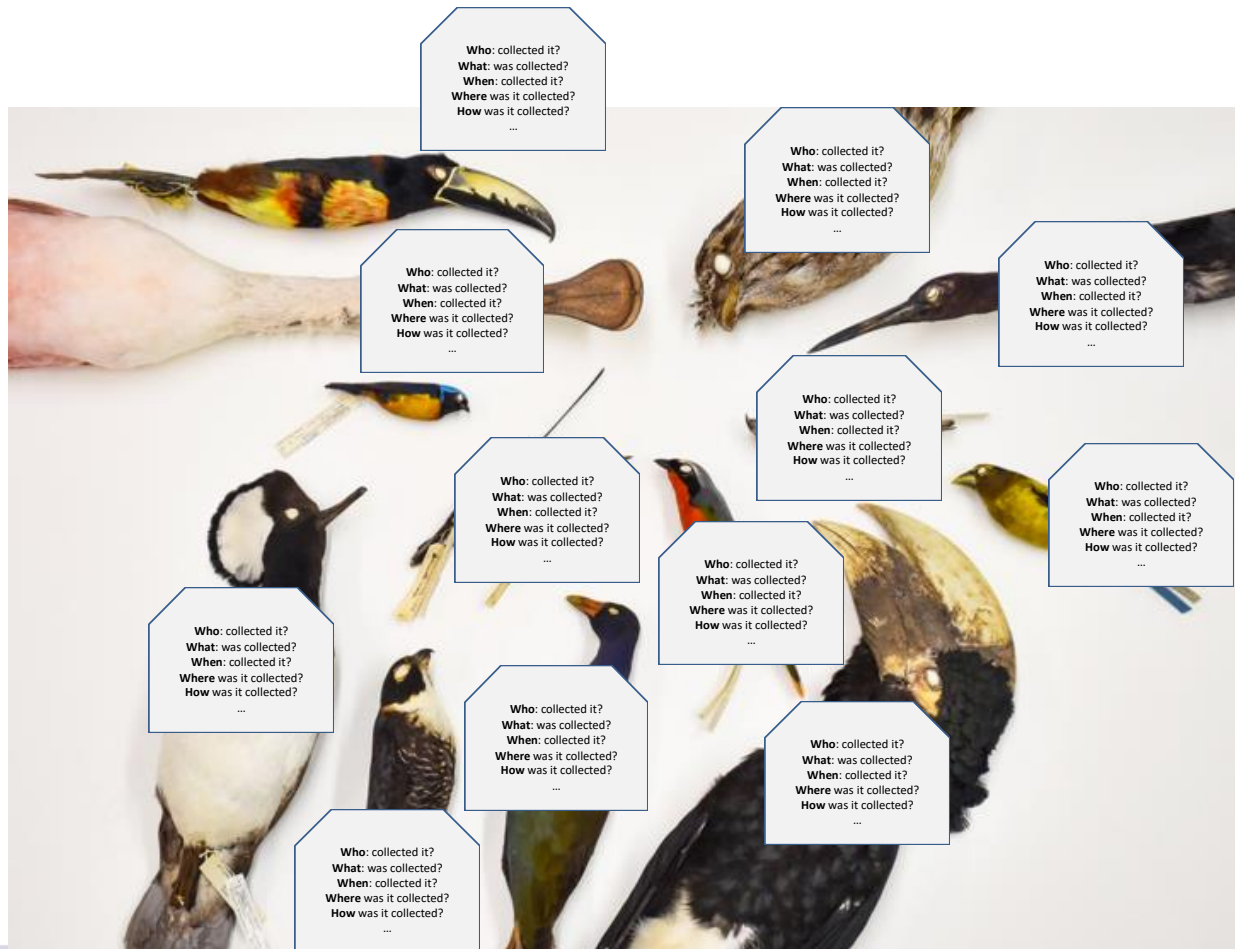 Who: collected it?
What: was collected?
When: collected it?
Where was it collected?
How was it collected?
...
Who: collected it?
What: was collected?
When: collected it?
Where was it collected?
How was it collected?
...
Who: collected it?
What: was collected?
When: collected it?
Where was it collected?
How was it collected?
...
Who: collected it?
What: was collected?
When: collected it?
Where was it collected?
How was it collected?
...
Who: collected it?
What: was collected?
When: collected it?
Where was it collected?
How was it collected?
...
Who: collected it?
What: was collected?
When: collected it?
Where was it collected?
How was it collected?
...
Who: collected it?
What: was collected?
When: collected it?
Where was it collected?
How was it collected?
...
Who: collected it?
What: was collected?
When: collected it?
Where was it collected?
How was it collected?
...
Who: collected it?
What: was collected?
When: collected it?
Where was it collected?
How was it collected?
...
Who: collected it?
What: was collected?
When: collected it?
Where was it collected?
How was it collected?
...
Who: collected it?
What: was collected?
When: collected it?
Where was it collected?
How was it collected?
...
Who: collected it?
What: was collected?
When: collected it?
Where was it collected?
How was it collected?
...